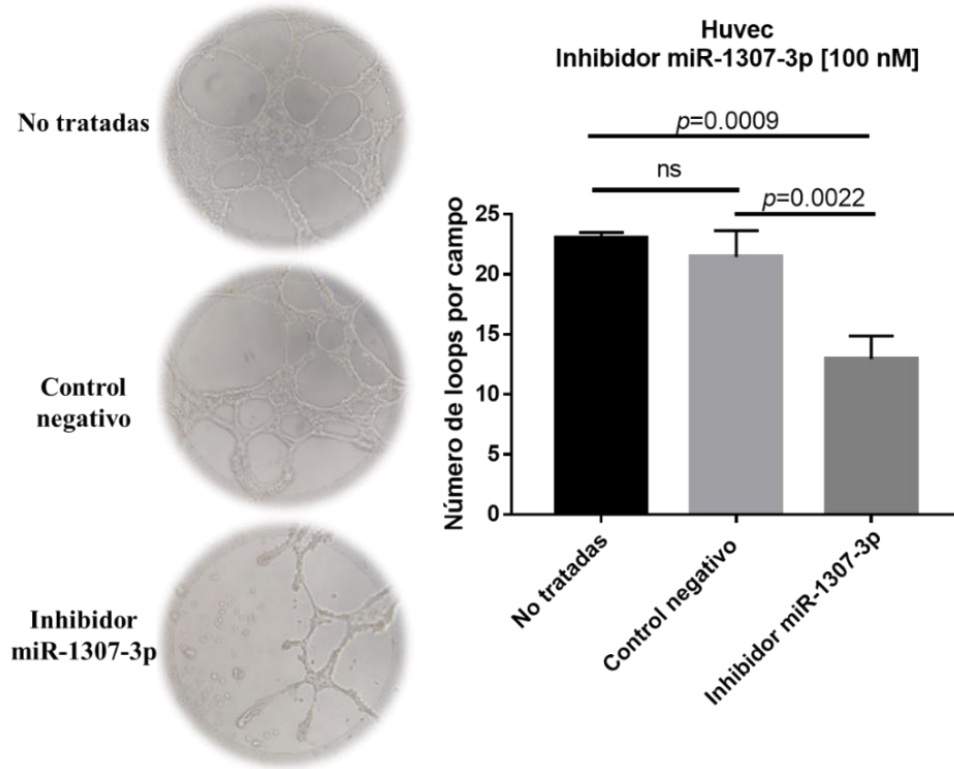 No tratadas
Control
negativo
Inhibidor
miR-1307-3p
Huvec
Inhibidor miR-1307-3p [100 nM]
p=0.0009
ns
p=0.0022
Número de loops por campo
25
20
15
10
5
0
No tratadas
Control negativo
Inhibidor miR-1307-3p